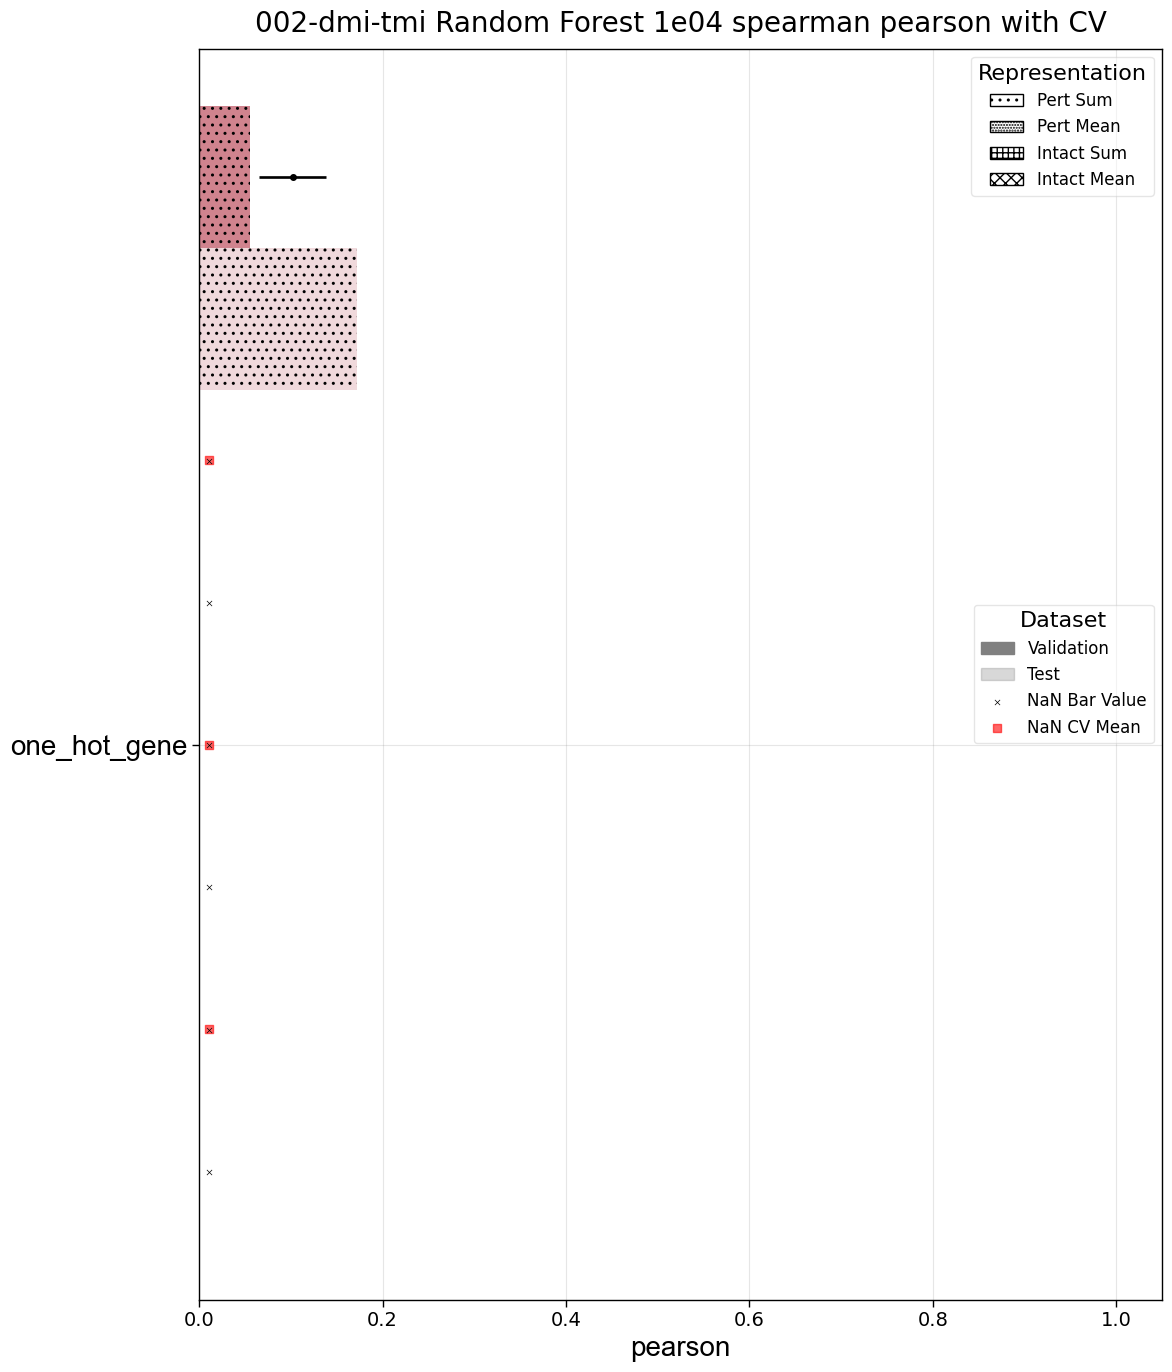 002-dmi-tmi Random Forest 1e04 spearman pearson with CV
Representation
Pert Sum
Pert Mean
Intact Sum
Intact Mean
Dataset
Validation
Test
NaN Bar Value
NaN CV Mean
one_hot_gene
0.0 0.2 0.4 0.6 0.8 1.0
pearson